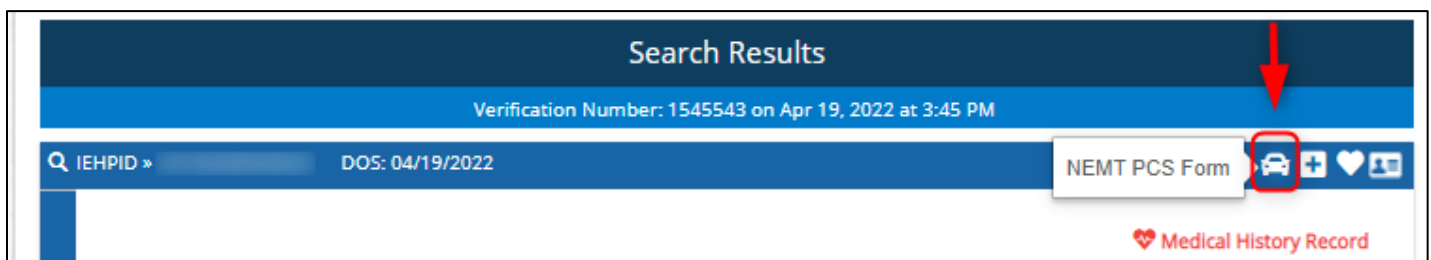 Search Results
Verification Number: 1545543 on Apr 19, 2022 at 3:45 PM
IEHPID » DOS: 04/19/2022 NEMT PCS Form
Medical History Record